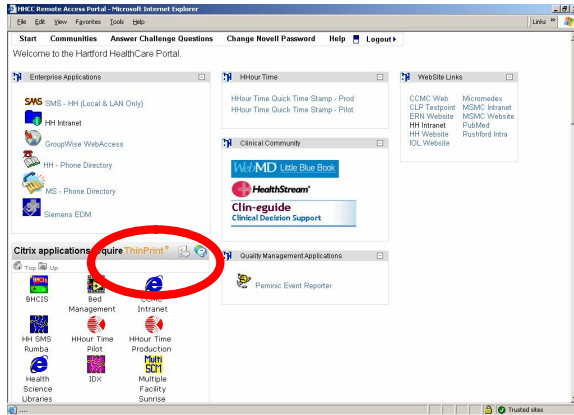 HHCC Remote Access Portal - Microsoft Internet Explorer
File Edit View Favorites Tools Help
Links »
Start Communities Answer Challenge Questions Change Novell Password Help Logout
Welcome to the Hartford HealthCare Portal.
Enterprise Applications
SMS SMS - HH (Local & LAN Only)
HH Intranet
GroupWise WebAccess
HH - Phone Directory
MS - Phone Directory
Siemens EDM
HHour Time
HHour Time Quick Time Stamp - Prod
HHour Time Quick Time Stamp - Pilot
Clinical Community
WebMD Little Blue Book
HealthStream
Clin-eguide
Clinical Decision Support
Quality Management Applications
Peminic Event Reporter
WebSite Links
CCMC Web
CLP Testpoint
ERN Website
HH Intranet
HH Website
IOL Website
Micromedex
MSMC Intranet
MSMC Website
PubMed
Rushford Intra
Citrix applications quire ThinPrint
Top Up
BHCIS
Bed
Management
Intranet
HH SMS
Rumba
HHour Time
Pilot
HHour Time
Production
Health
Science
Libraries
IDX
Multi
SCM
Multiple
Facility
Sunrise
....
Trusted sites